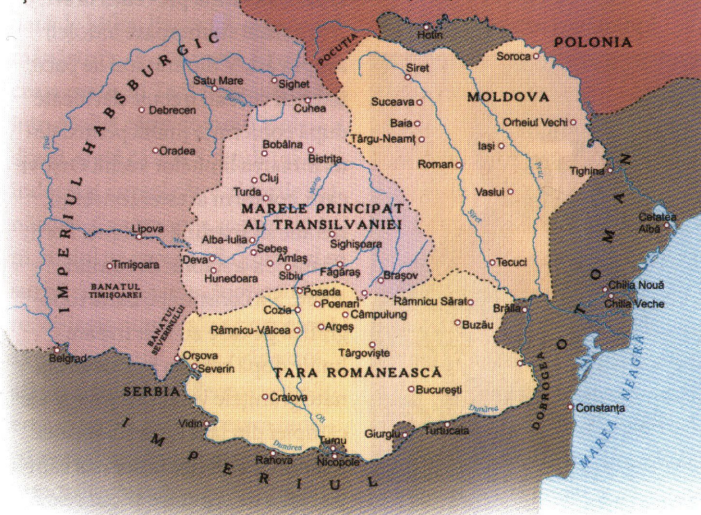 POLONIA
POCUȚIA
Hotin
Soroca
Siret
IMPERIUL HABSBURGIC
Satu Mare
Sighet
Cuhea
Suceava
MOLDOVA
Debrecen
Baia
Orheiul Vechi
Târgu-Neamț
Oradea
Bobâlna
Bistrița
Iași
Roman
Prut
Tighina
Cluj
Turda
Mureș
Vaslui
MARELE PRINCIPAT
AL TRANSILVANIEI
Siret
Cetatea
Albă
Lipova
Alba-Iulia
Sebeș
Sighișoara
Deva
Amlaș
Timișoara
Hunedoara
Sibiu
Făgăraș
Brașov
Tecuci
BANATUL
TIMIȘOAREI
Posada
Chilia Nouă
Chilia Veche
Poenari
Râmnicu Sărat
Cozia
Câmpulung
Brăila
BANATUL
SEVERINULUI
Râmnicu-Vâlcea
Argeș
Buzău
Belgrad
Orșova
Severin
Târgoviște
TARA ROMÂNEASCĂ
DOBROGEA
MAREA NEAGRĂ
SERBIA
Craiova
București
Constanța
Olt
Dunărea
Vidin
Giurgiu
Turtucaia
Turnu
Dunărea
Rahova
Nicopole
IMPERIUL
OTOMAN